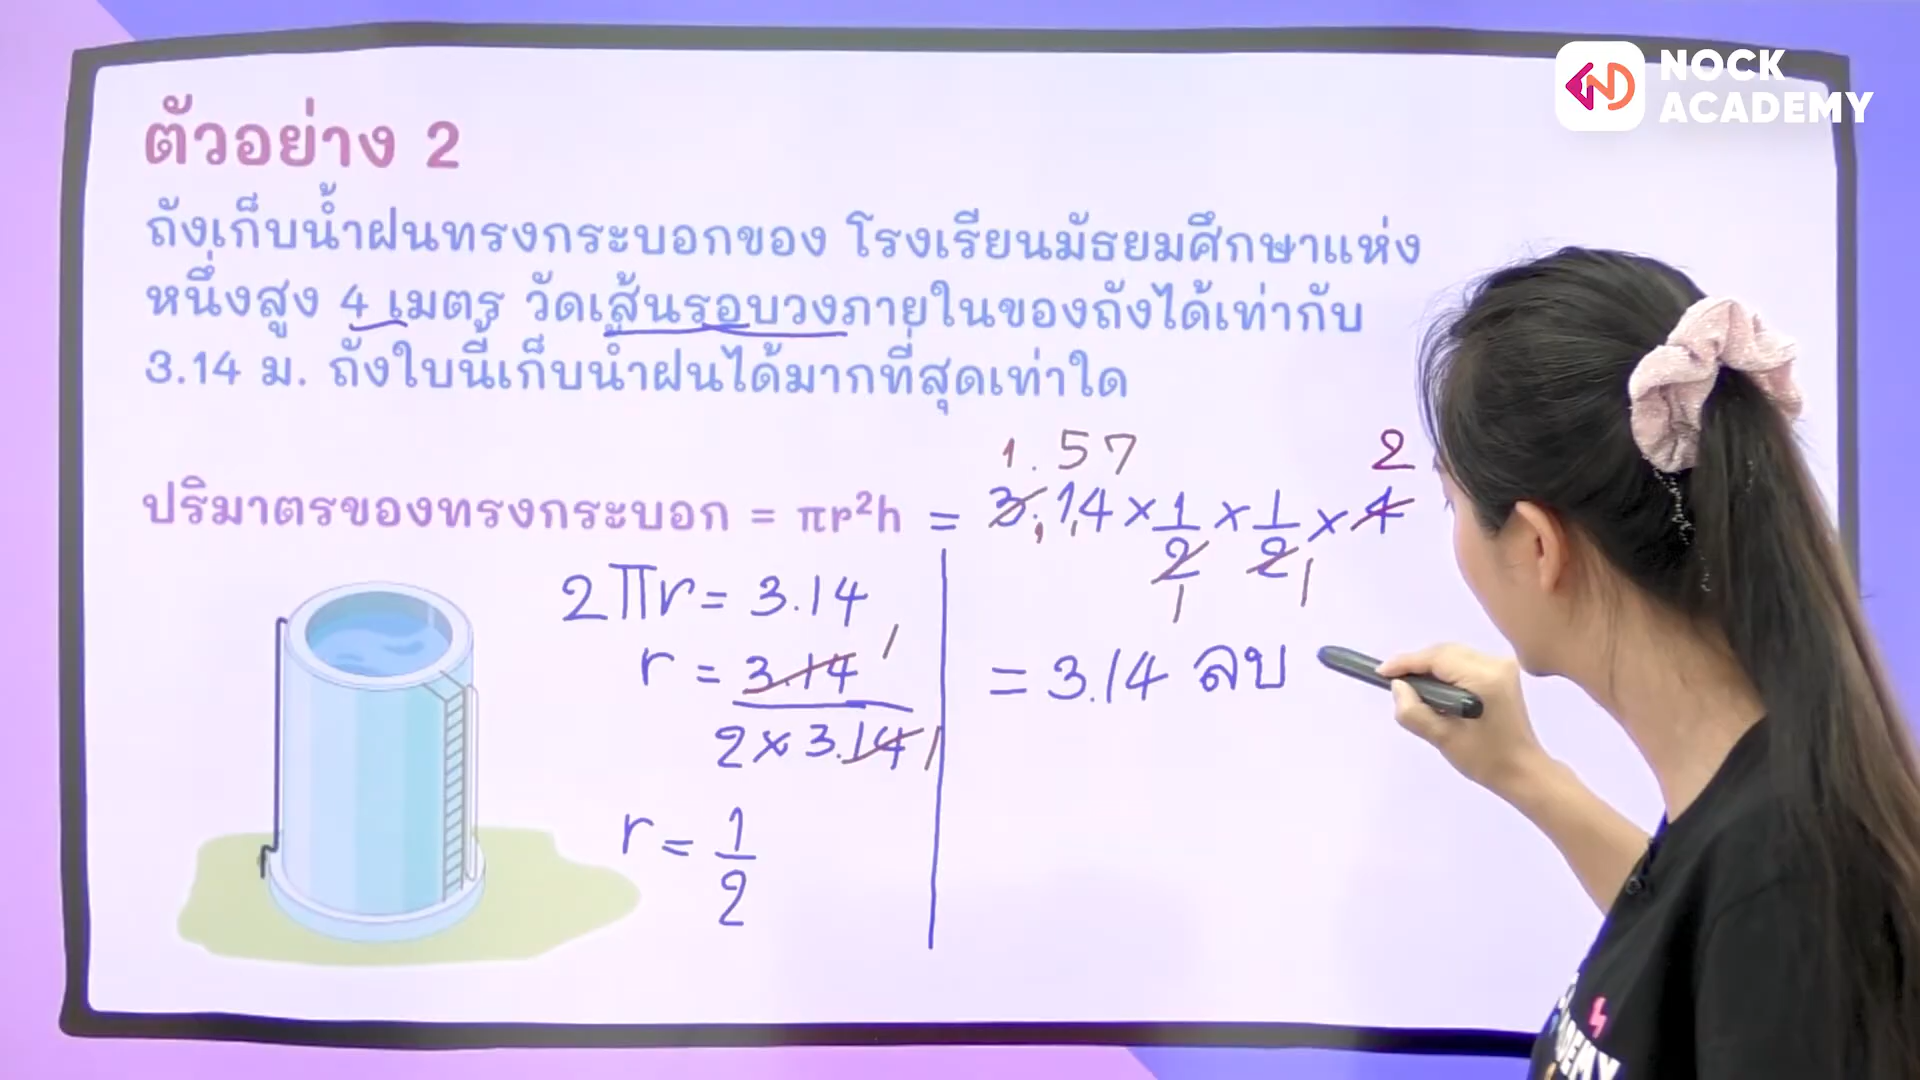 NOCK
ACADEMY
ตัวอย่าง 2
ถังเก็บน้ำฝนทรงกระบอกของ โรงเรียนมัธยมศึกษาแห่ง
หนึ่งสูง 4 เมตร วัดเส้นรอบวงภายในของถังได้เท่ากับ
3.14 ม. ถังใบนี้เก็บน้ำฝนได้มากที่สุดเท่าใด
1.57 2
ปริมาตรของทรงกระบอก = πr²h = 3.14 × 1/2 × 1/2 × 4
1 1
2πr = 3.14
r = 3.14 1
2 × 3.14 1
r = 1/2
= 3.14 ลบ